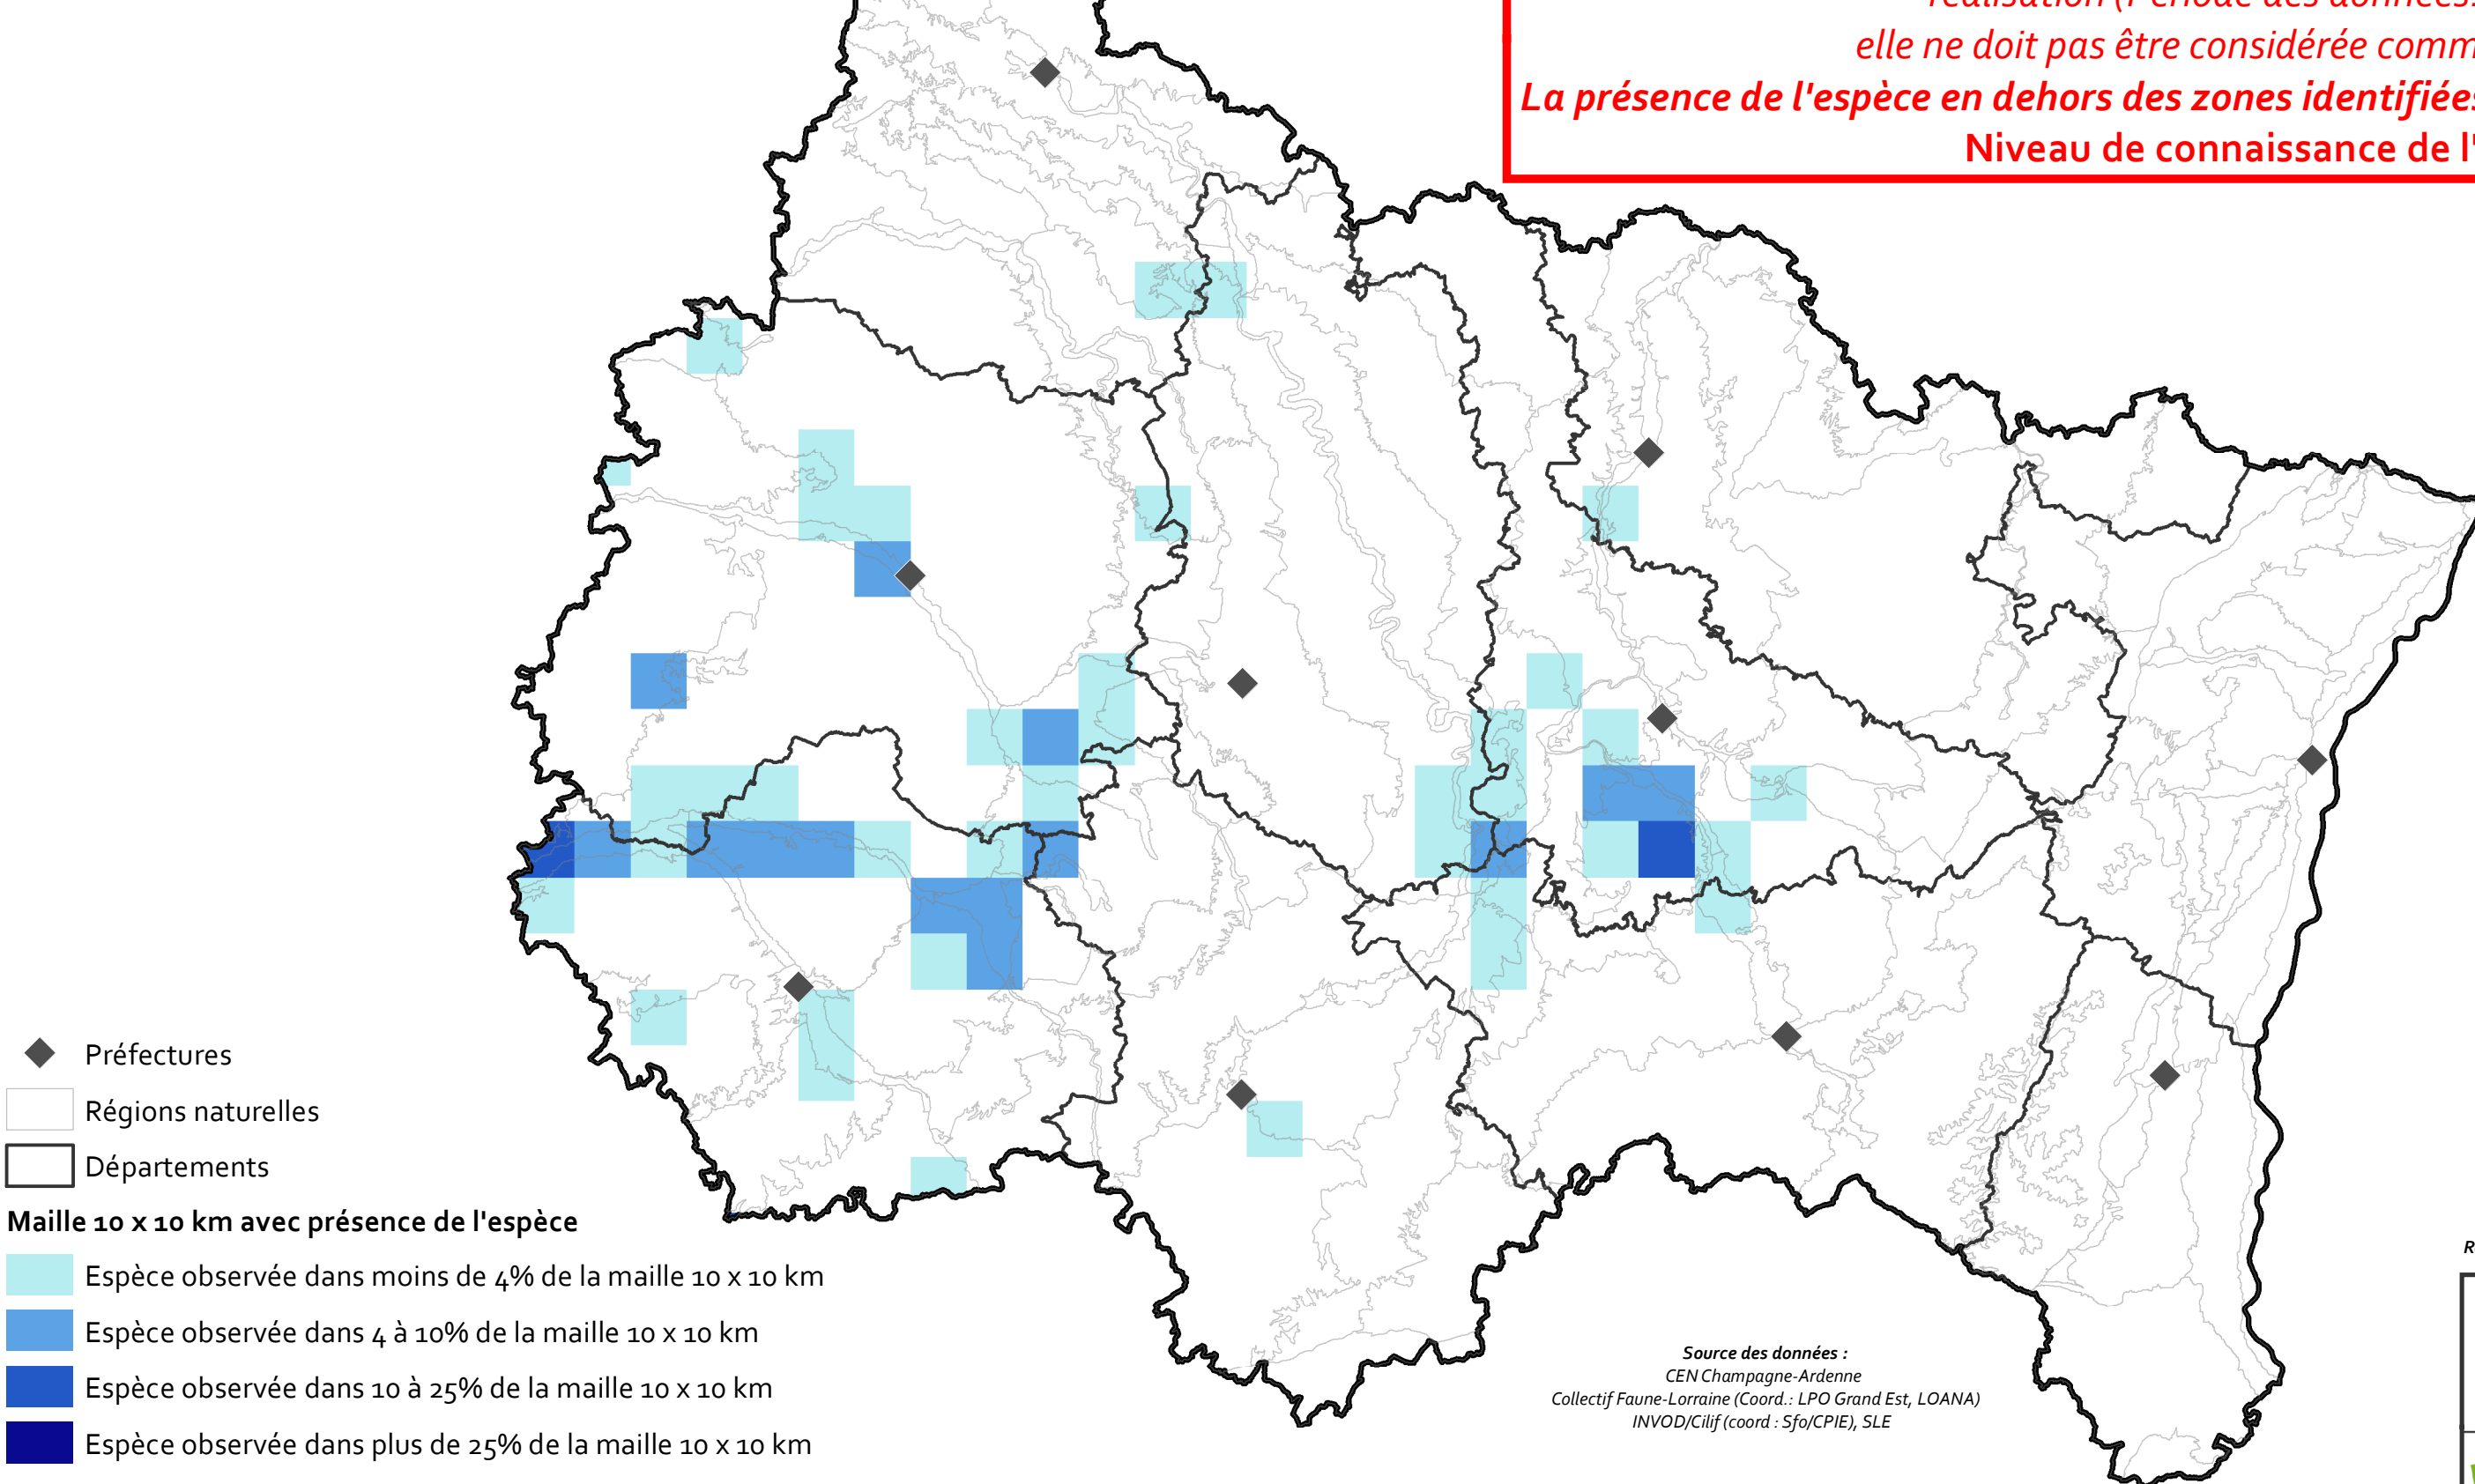 elle ne doit pas être considérée comm
La présence de l'espèce en dehors des zones identifiées
Niveau de connaissance de l'
Préfectures
Régions naturelles
Départements
Maille 10 x 10 km avec présence de l'espèce
Espèce observée dans moins de 4% de la maille 10 x 10 km
Espèce observée dans 4 à 10% de la maille 10 x 10 km
Espèce observée dans 10 à 25% de la maille 10 x 10 km
Espèce observée dans plus de 25% de la maille 10 x 10 km
Source des données :
CEN Champagne-Ardenne
Collectif Faune-Lorraine (Coord.: LPO Grand Est, LOANA)
INVOD/Cilif (coord : Sfo/CPIE), SLE
R